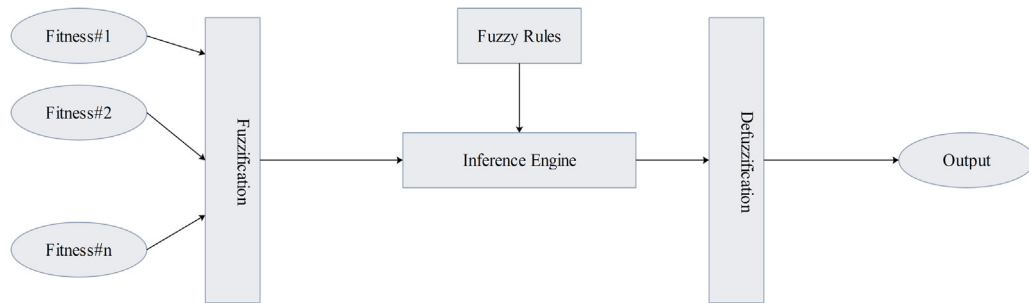 Fitness#1
Fitness#2
Fitness#n
Fuzzification
Fuzzy Rules
Inference Engine
Defuzzification
Output